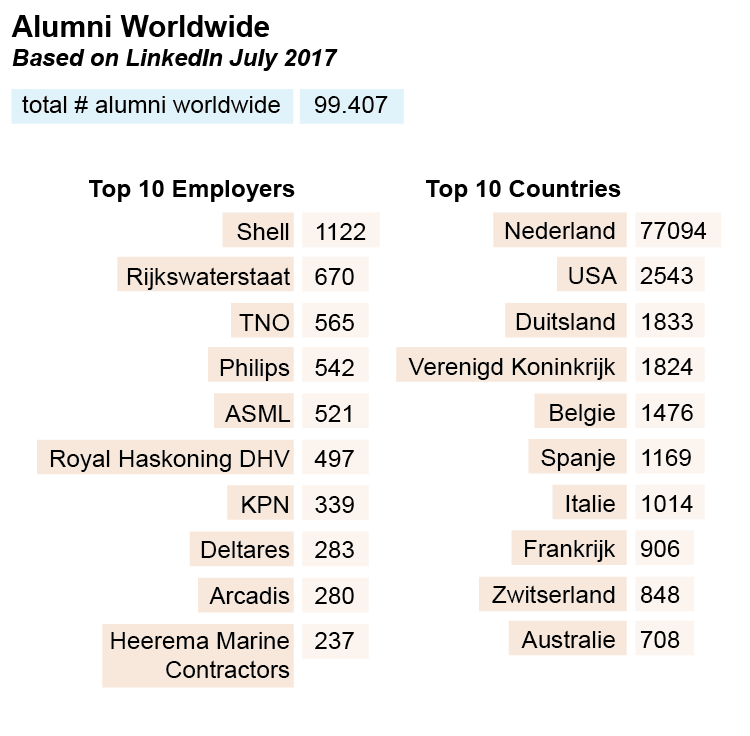 Alumni Worldwide
Based on LinkedIn July 2017
total # alumni worldwide 99.407
Top 10 Employers
Shell 1122
Rijkswaterstaat 670
TNO 565
Philips 542
ASML 521
Royal Haskoning DHV 497
KPN 339
Deltares 283
Arcadis 280
Heerema Marine 237
Contractors
Top 10 Countries
Nederland 77094
USA 2543
Duitsland 1833
Verenigd Koninkrijk 1824
Belgie 1476
Spanje 1169
Italie 1014
Frankrijk 906
Zwitserland 848
Australie 708